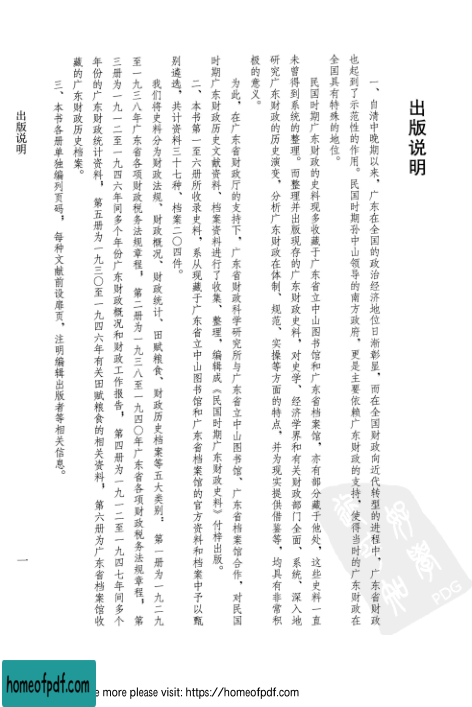 出版说明
一、自清中晚期以来，广东在全国的政治经济地位日渐彰显，而在全国财政向近代转型的进程中，广东省财政
也起到了示范性的作用。民国时期孙中山领导的南方政府，更是主要依赖广东财政的支持，使得当时的广东财政在
全国具有特殊的地位。
民国时期广东财政的史料现多收藏于广东省立中山图书馆和广东省档案馆，亦有部分藏于他处，这些史料一直
未曾得到系统的整理。而整理并出版现存的广东财政史料，对史学、经济学界和有关财政部门全面、系统、深入地
研究广东财政的历史演变，分析广东财政在体制、规范、实操等方面的特点，并为现实提供借鉴等，均具有非常积
极的意义。
为此，在广东省财政厅的支持下，广东省财政科学研究所与广东省立中山图书馆、广东省档案馆合作，对民国
时期广东财政历史文献资料、档案资料进行了收集、整理，编辑成《民国时期广东财政史料》付梓出版。
二、本书第一至六册所收录史料，系从现藏于广东省立中山图书馆和广东省档案馆的官方资料和档案中予以甄
别遴选，共计资料三十七种、档案二〇四件。
我们将史料分为财政法规、财政概况、财政统计、田赋粮食、财政历史档案等五大类别：第一册为一九二九
至一九三八年广东省各项财政税务法规章程，第二册为一九三八至一九四〇年广东省各项财政税务法规章程，第
三册为一九一二至一九四六年间多个年份广东财政概况和财政工作报告，第四册为一九一二至一九四七年间多个
年份的广东财政统计资料，第五册为一九三〇至一九四六年有关田赋粮食的相关资料，第六册为广东省档案馆收
藏的广东财政历史档案。
三、本书各册单独编列页码，每种文献前设扉页，注明编辑出版者等相关信息。
出版说明
一
PDG
homeofpdf.com
e more please visit: https://homeofpdf.com